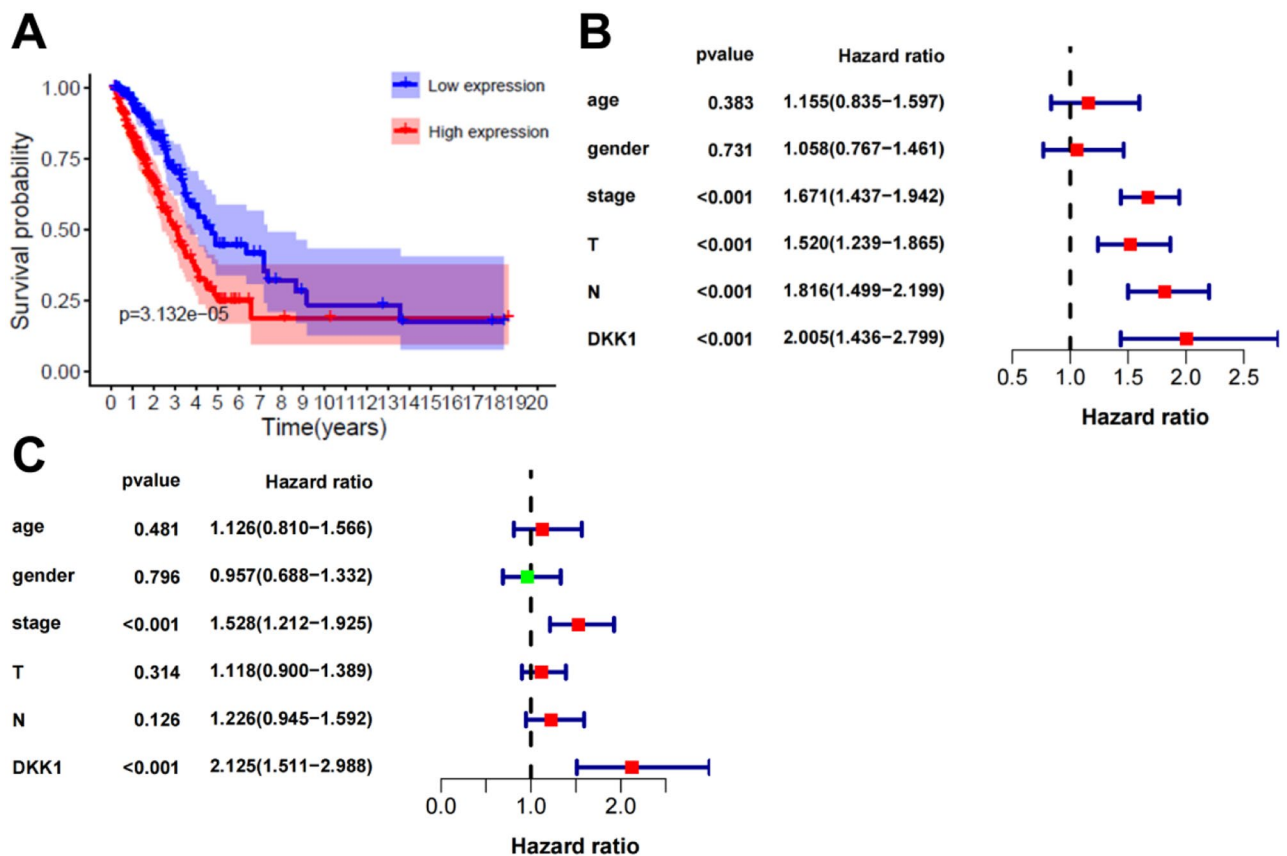 A
1.00
0.75
0.50
0.25
0.00
Survival probability
Low expression
High expression
p=3.132e−05
0 1 2 3 4 5 6 7 8 9 10 11 12 13 14 15 16 17 18 19 20
Time(years)
B
pvalue Hazard ratio
age 0.383 1.155(0.835−1.597)
gender 0.731 1.058(0.767−1.461)
stage <0.001 1.671(1.437−1.942)
T <0.001 1.520(1.239−1.865)
N <0.001 1.816(1.499−2.199)
DKK1 <0.001 2.005(1.436−2.799)
0.5 1.0 1.5 2.0 2.5
Hazard ratio
C
pvalue Hazard ratio
age 0.481 1.126(0.810−1.566)
gender 0.796 0.957(0.688−1.332)
stage <0.001 1.528(1.212−1.925)
T 0.314 1.118(0.900−1.389)
N 0.126 1.226(0.945−1.592)
DKK1 <0.001 2.125(1.511−2.988)
0.0 1.0 2.0
Hazard ratio